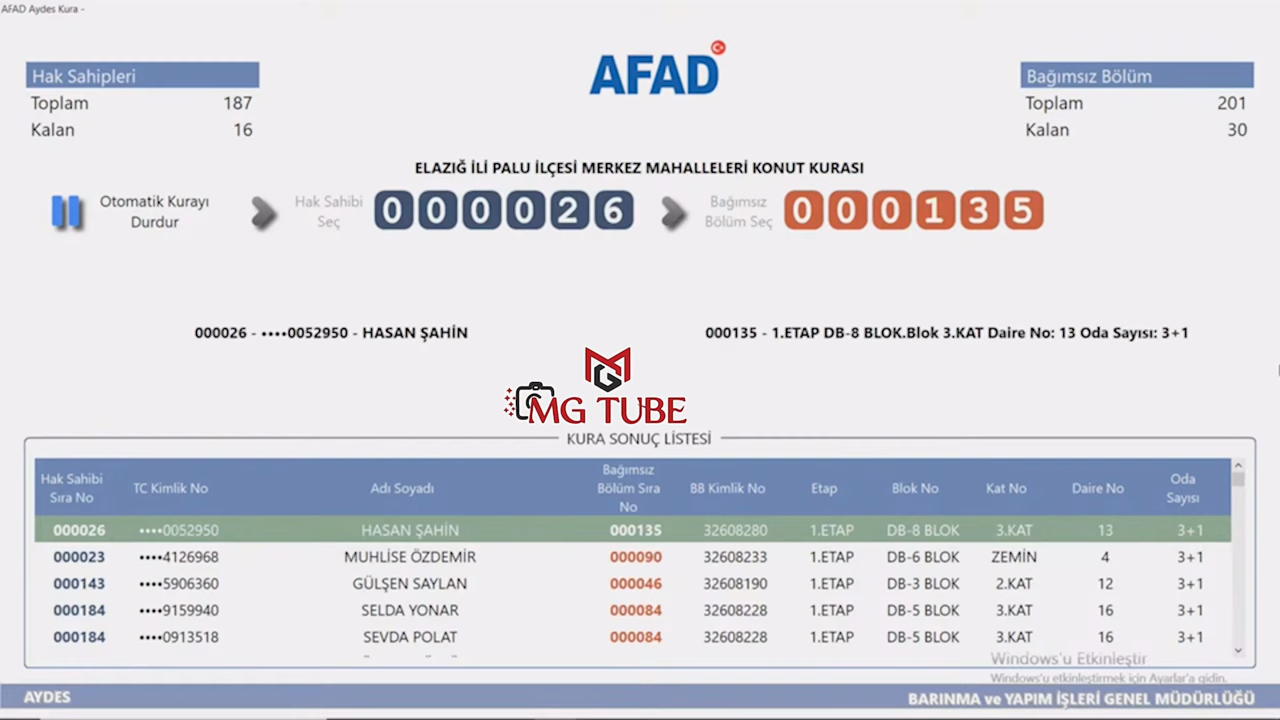 AFAD Aydes Kura -
AFAD
Hak Sahipleri
Toplam 187
Kalan 16
Bağımsız Bölüm
Toplam 201
Kalan 30
ELAZIĞ İLİ PALU İLÇESİ MERKEZ MAHALLELERİ KONUT KURASI
Otomatik Kurayı
Durdur
Hak Sahibi
Seç
000026
Bağımsız
Bölüm Seç
000135
000026 - ••••0052950 - HASAN ŞAHİN
000135 - 1.ETAP DB-8 BLOK.Blok 3.KAT Daire No: 13 Oda Sayısı: 3+1
MG
MG TUBE
KURA SONUÇ LİSTESİ
Hak Sahibi
Sıra No
TC Kimlik No
Adı Soyadı
Bağımsız
Bölüm Sıra
No
BB Kimlik No
Etap
Blok No
Kat No
Daire No
Oda
Sayısı
000026 ••••0052950 HASAN ŞAHİN 000135 32608280 1.ETAP DB-8 BLOK 3.KAT 13 3+1
000023 ••••4126968 MUHLİSE ÖZDEMİR 000090 32608233 1.ETAP DB-6 BLOK ZEMİN 4 3+1
000143 ••••5906360 GÜLŞEN SAYLAN 000046 32608190 1.ETAP DB-3 BLOK 2.KAT 12 3+1
000184 ••••9159940 SELDA YONAR 000084 32608228 1.ETAP DB-5 BLOK 3.KAT 16 3+1
000184 ••••0913518 SEVDA POLAT 000084 32608228 1.ETAP DB-5 BLOK 3.KAT 16 3+1
Windows'u Etkinleştir
Windows'u etkinleştirmek için Ayarlar'a gidin.
AYDES
BARINMA ve YAPIM İŞLERİ GENEL MÜDÜRLÜĞÜ